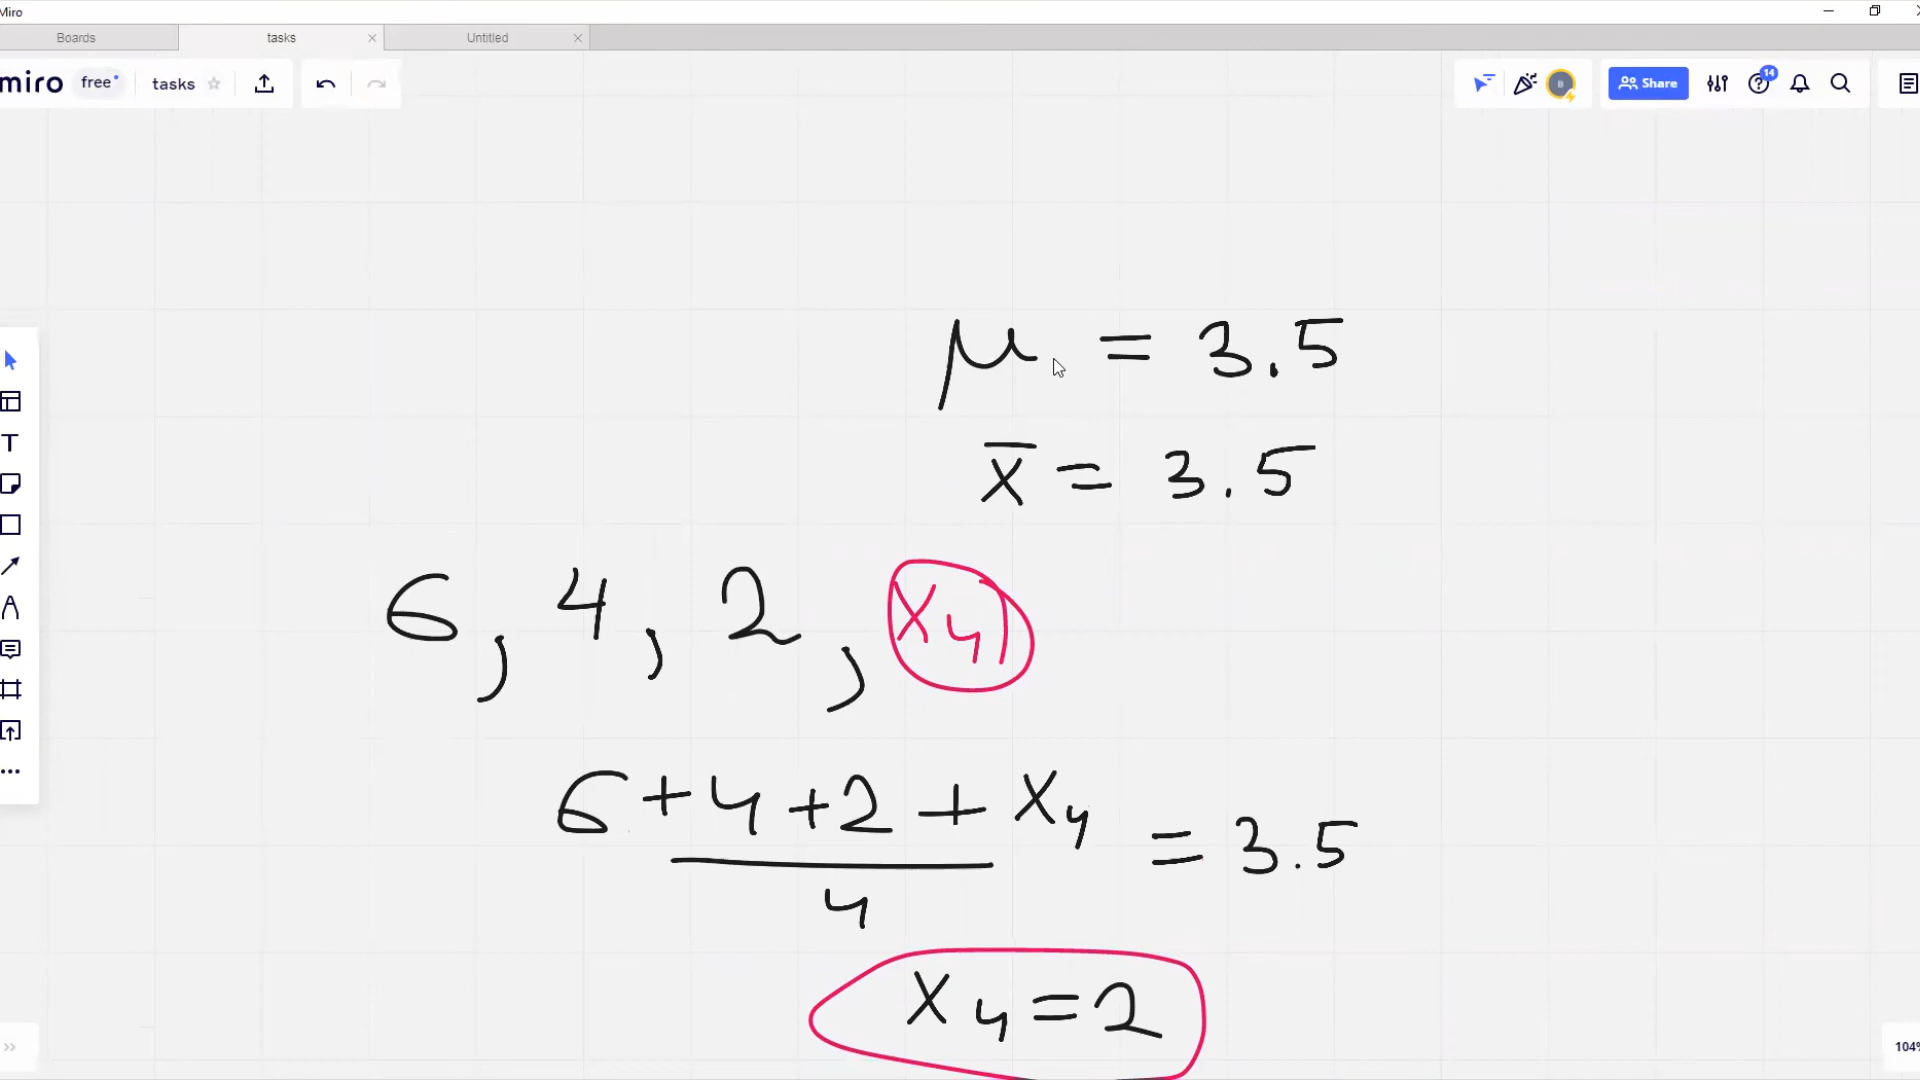 Miro
Boards tasks Untitled
miro free tasks Share 14
μ = 3.5
x̄ = 3.5
6, 4, 2, x₄
6+4+2+x₄
4
= 3.5
x₄=2
104%